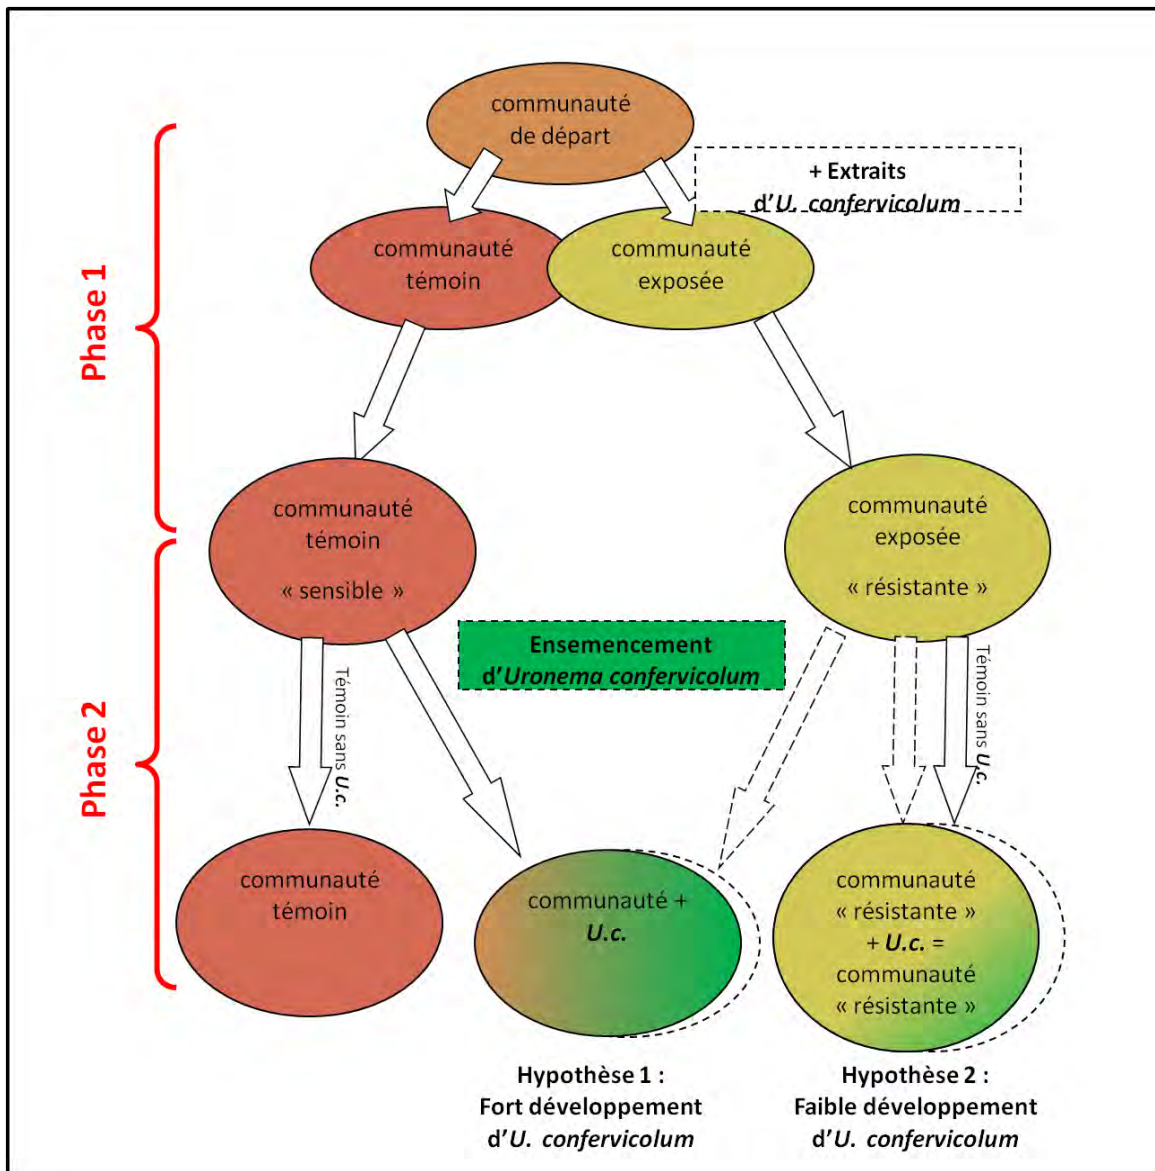 communauté
de départ
+ Extraits
d'U. confervicolum
communauté
témoin
communauté
exposée
Phase 1
communauté
témoin
« sensible »
communauté
exposée
« résistante »
Ensemencement
d'Uronema confervicolum
Témoin sans U.c.
Témoin sans U.c.
Phase 2
communauté
témoin
communauté +
U.c.
communauté
« résistante »
+ U.c. =
communauté
« résistante »
Hypothèse 1 :
Fort développement
d'U. confervicolum
Hypothèse 2 :
Faible développement
d'U. confervicolum